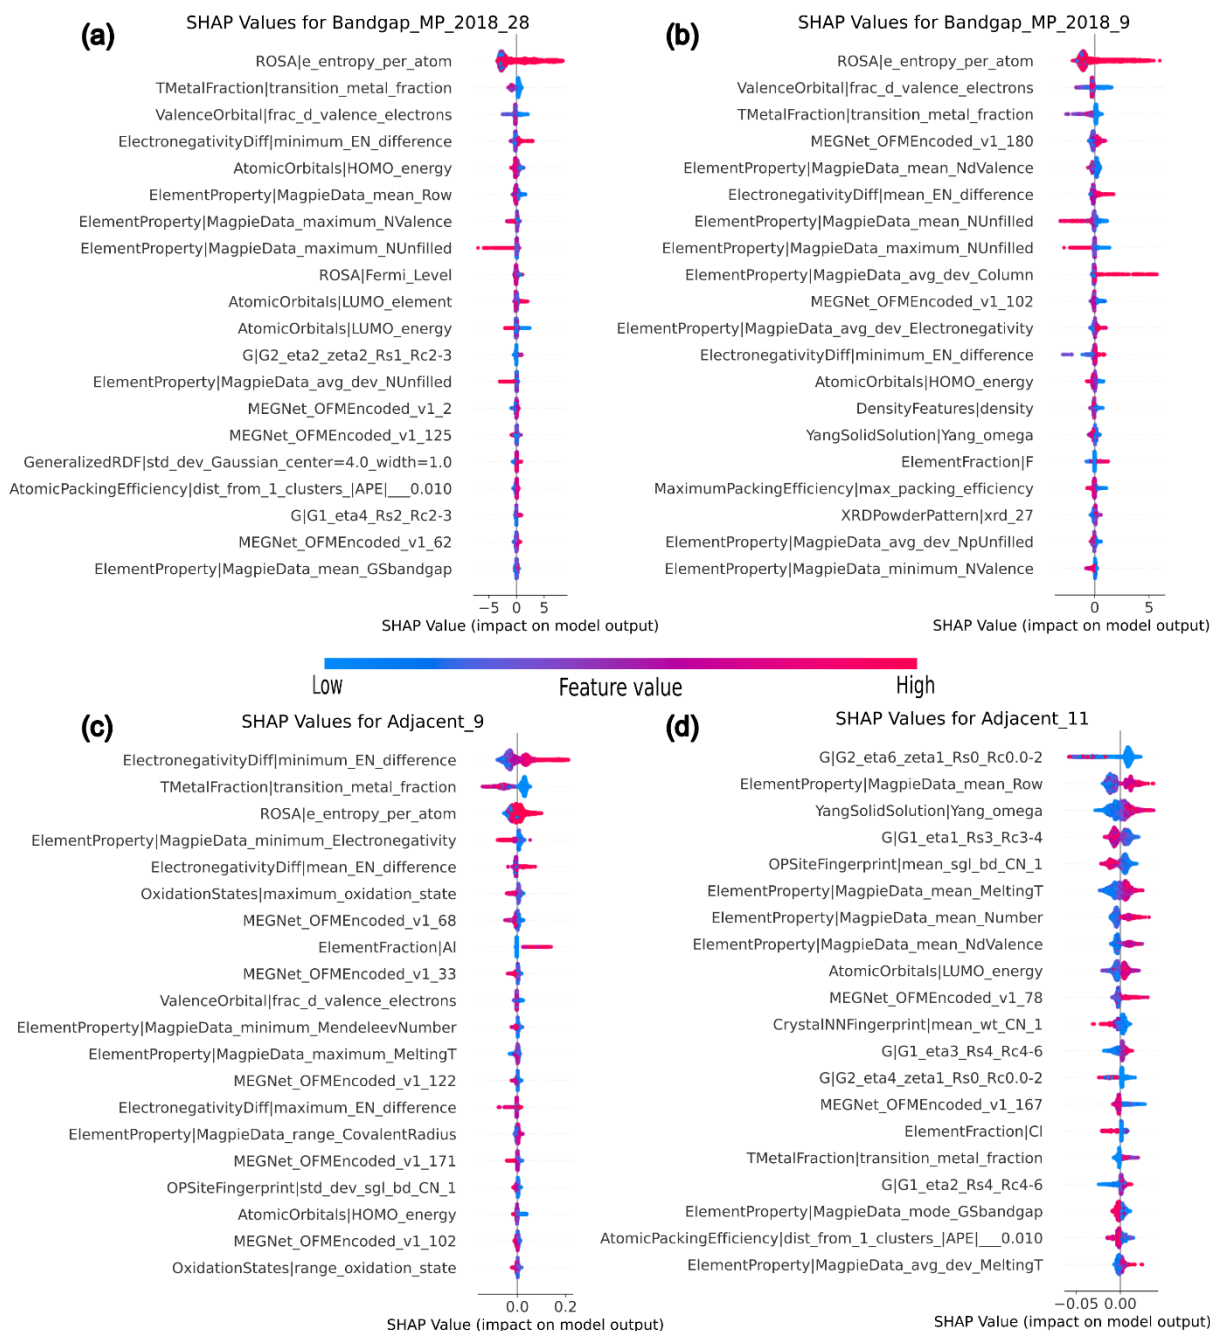 (a)
SHAP Values for Bandgap_MP_2018_28
ROSA|e_entropy_per_atom
TMetalFraction|transition_metal_fraction
ValenceOrbital|frac_d_valence_electrons
ElectronegativityDiff|minimum_EN_difference
AtomicOrbitals|HOMO_energy
ElementProperty|MagpieData_mean_Row
ElementProperty|MagpieData_maximum_NValence
ElementProperty|MagpieData_maximum_NUnfilled
ROSA|Fermi_Level
AtomicOrbitals|LUMO_element
AtomicOrbitals|LUMO_energy
G|G2_eta2_zeta2_Rs1_Rc2-3
ElementProperty|MagpieData_avg_dev_NUnfilled
MEGNet_OFMEncoded_v1_2
MEGNet_OFMEncoded_v1_125
GeneralizedRDF|std_dev_Gaussian_center=4.0_width=1.0
AtomicPackingEfficiency|dist_from_1_clusters_|APE|___0.010
G|G1_eta4_Rs2_Rc2-3
MEGNet_OFMEncoded_v1_62
ElementProperty|MagpieData_mean_GSbandgap
−5 0 5
SHAP Value (impact on model output)
(b)
SHAP Values for Bandgap_MP_2018_9
ROSA|e_entropy_per_atom
ValenceOrbital|frac_d_valence_electrons
TMetalFraction|transition_metal_fraction
MEGNet_OFMEncoded_v1_180
ElementProperty|MagpieData_mean_NdValence
ElectronegativityDiff|mean_EN_difference
ElementProperty|MagpieData_mean_NUnfilled
ElementProperty|MagpieData_maximum_NUnfilled
ElementProperty|MagpieData_avg_dev_Column
MEGNet_OFMEncoded_v1_102
ElementProperty|MagpieData_avg_dev_Electronegativity
ElectronegativityDiff|minimum_EN_difference
AtomicOrbitals|HOMO_energy
DensityFeatures|density
YangSolidSolution|Yang_omega
ElementFraction|F
MaximumPackingEfficiency|max_packing_efficiency
XRDPowderPattern|xrd_27
ElementProperty|MagpieData_avg_dev_NpUnfilled
ElementProperty|MagpieData_minimum_NValence
0 5
SHAP Value (impact on model output)
Low Feature value High
(c)
SHAP Values for Adjacent_9
ElectronegativityDiff|minimum_EN_difference
TMetalFraction|transition_metal_fraction
ROSA|e_entropy_per_atom
ElementProperty|MagpieData_minimum_Electronegativity
ElectronegativityDiff|mean_EN_difference
OxidationStates|maximum_oxidation_state
MEGNet_OFMEncoded_v1_68
ElementFraction|Al
MEGNet_OFMEncoded_v1_33
ValenceOrbital|frac_d_valence_electrons
ElementProperty|MagpieData_minimum_MendeleevNumber
ElementProperty|MagpieData_maximum_MeltingT
MEGNet_OFMEncoded_v1_122
ElectronegativityDiff|maximum_EN_difference
ElementProperty|MagpieData_range_CovalentRadius
MEGNet_OFMEncoded_v1_171
OPSiteFingerprint|std_dev_sgl_bd_CN_1
AtomicOrbitals|HOMO_energy
MEGNet_OFMEncoded_v1_102
OxidationStates|range_oxidation_state
0.0 0.2
SHAP Value (impact on model output)
(d)
SHAP Values for Adjacent_11
G|G2_eta6_zeta1_Rs0_Rc0.0-2
ElementProperty|MagpieData_mean_Row
YangSolidSolution|Yang_omega
G|G1_eta1_Rs3_Rc3-4
OPSiteFingerprint|mean_sgl_bd_CN_1
ElementProperty|MagpieData_mean_MeltingT
ElementProperty|MagpieData_mean_Number
ElementProperty|MagpieData_mean_NdValence
AtomicOrbitals|LUMO_energy
MEGNet_OFMEncoded_v1_78
CrystalNNFingerprint|mean_wt_CN_1
G|G1_eta3_Rs4_Rc4-6
G|G2_eta4_zeta1_Rs0_Rc0.0-2
MEGNet_OFMEncoded_v1_167
ElementFraction|Cl
TMetalFraction|transition_metal_fraction
G|G1_eta2_Rs4_Rc4-6
ElementProperty|MagpieData_mode_GSbandgap
AtomicPackingEfficiency|dist_from_1_clusters_|APE|___0.010
ElementProperty|MagpieData_avg_dev_MeltingT
−0.05 0.00
SHAP Value (impact on model output)